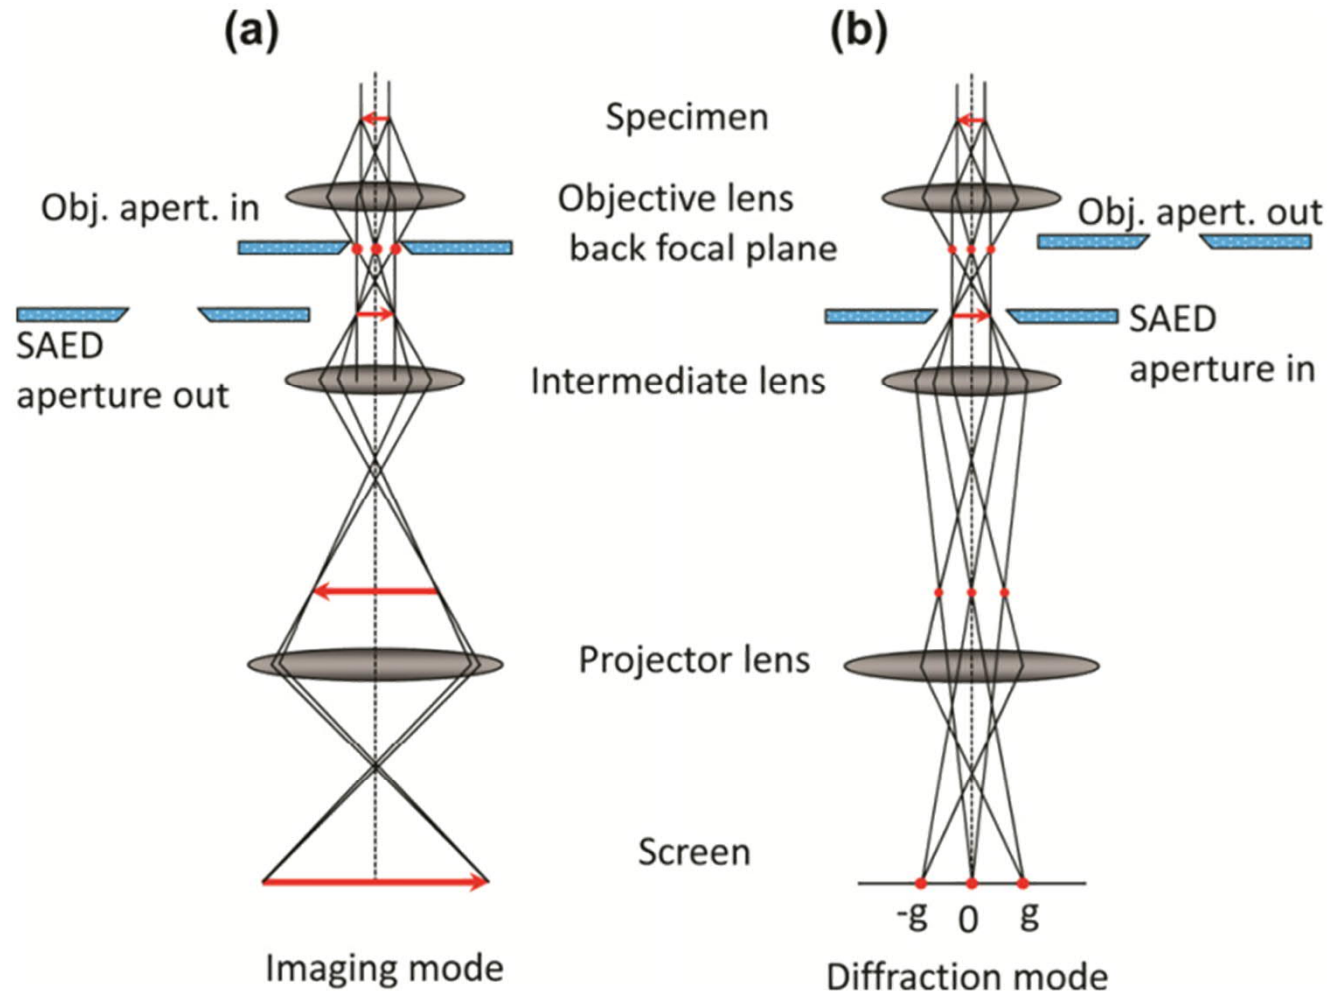 (a)
(b)
Specimen
Obj. apert. in
Objective lens
back focal plane
Obj. apert. out
SAED
aperture out
SAED
aperture in
Intermediate lens
Projector lens
Screen
-g 0 g
Imaging mode
Diffraction mode